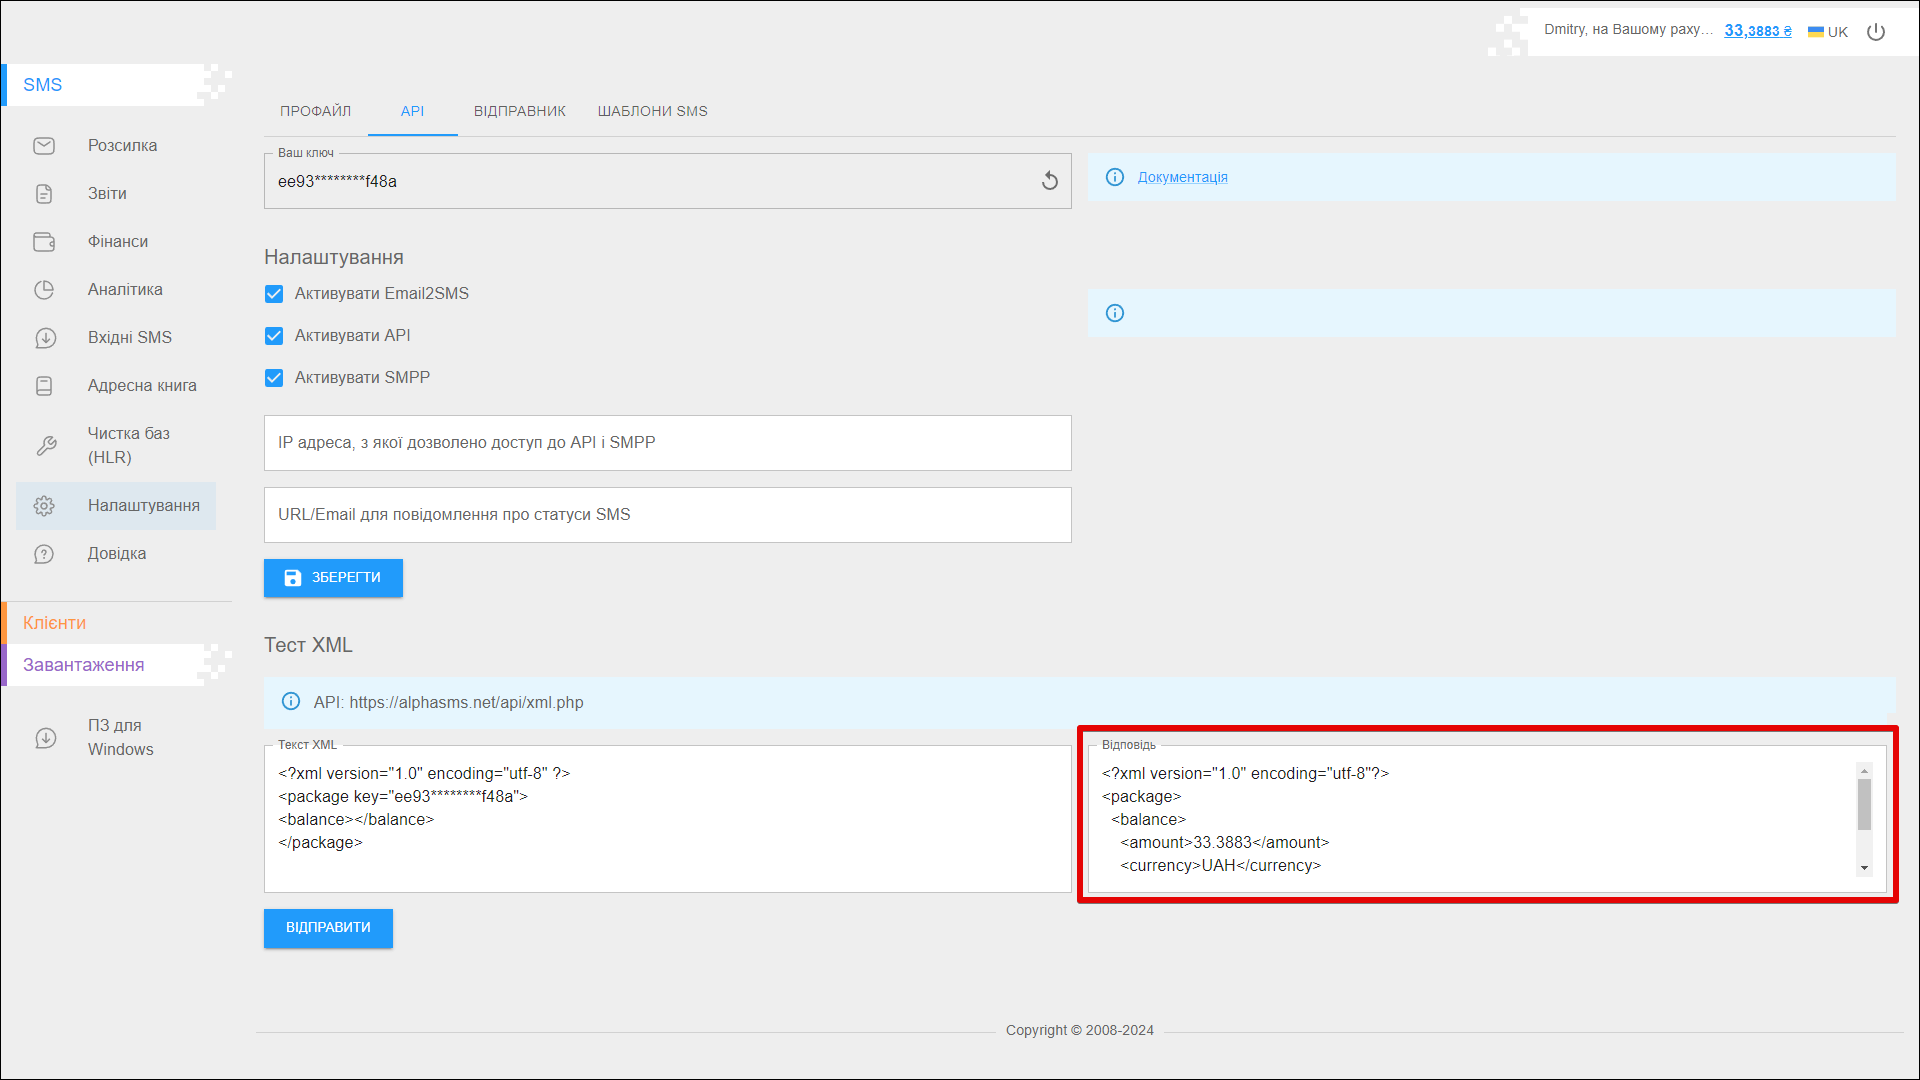 Dmitry, на Вашому раху... 33,3883 ₴ UK
SMS
Розсилка
Звіти
Фінанси
Аналітика
Вхідні SMS
Адресна книга
Чистка баз
(HLR)
Налаштування
Довідка
Клієнти
Завантаження
ПЗ для
Windows
ПРОФАЙЛ API ВІДПРАВНИК ШАБЛОНИ SMS
Ваш ключ
ee93********f48a
Документація
Налаштування
Активувати Email2SMS
Активувати API
Активувати SMPP
IP адреса, з якої дозволено доступ до API і SMPP
URL/Email для повідомлення про статуси SMS
ЗБЕРЕГТИ
Тест XML
API: https://alphasms.net/api/xml.php
Текст XML
<?xml version="1.0" encoding="utf-8" ?>
<package key="ee93********f48a">
<balance></balance>
</package>
Відповідь
<?xml version="1.0" encoding="utf-8"?>
<package>
<balance>
<amount>33.3883</amount>
<currency>UAH</currency>
ВІДПРАВИТИ
Copyright © 2008-2024